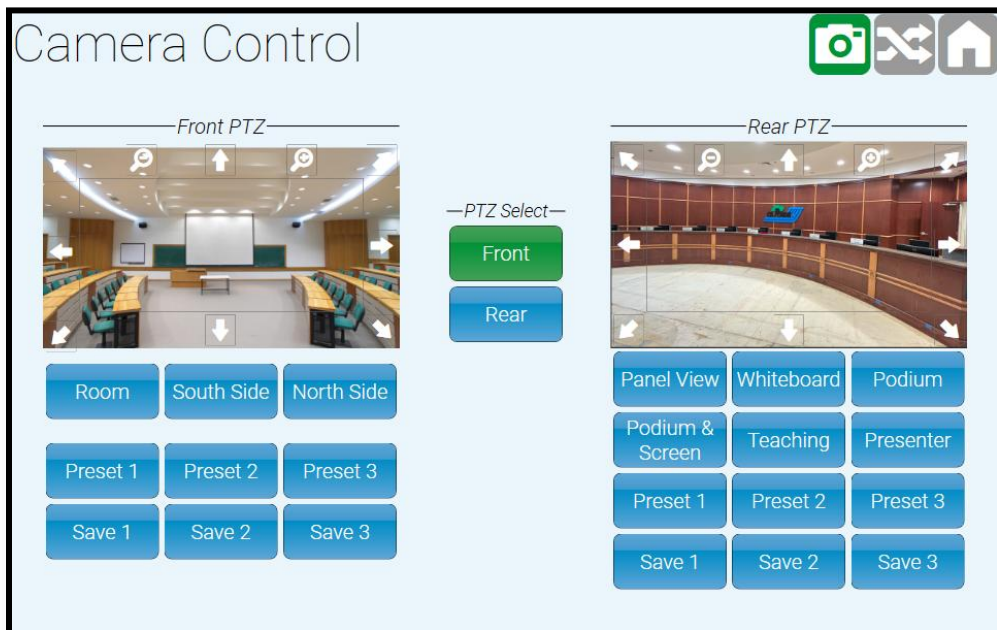 Camera Control
Front PTZ
Rear PTZ
PTZ Select
Front
Rear
Room
South Side
North Side
Preset 1
Preset 2
Preset 3
Save 1
Save 2
Save 3
Panel View
Whiteboard
Podium
Podium &
Screen
Teaching
Presenter
Preset 1
Preset 2
Preset 3
Save 1
Save 2
Save 3